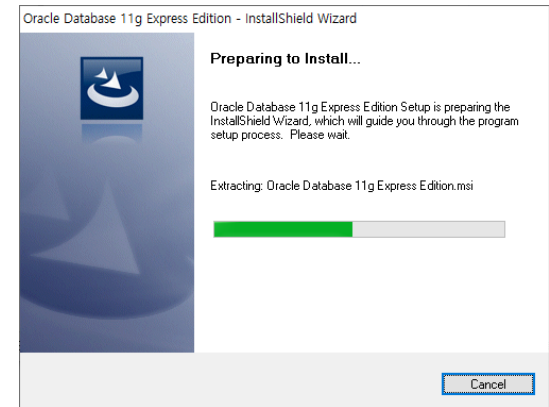 Oracle Database 11g Express Edition - InstallShield Wizard
Preparing to Install...
Oracle Database 11g Express Edition Setup is preparing the
InstallShield Wizard, which will guide you through the program
setup process. Please wait.
Extracting: Oracle Database 11g Express Edition.msi
Cancel